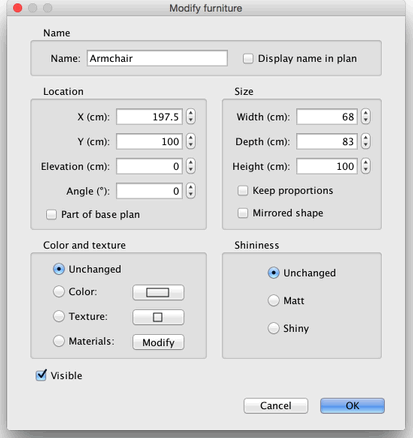 Modify furniture
Name
Name: Armchair Display name in plan
Location Size
X (cm): 197.5 Width (cm): 68
Y (cm): 100 Depth (cm): 83
Elevation (cm): 0 Height (cm): 100
Angle (°): 0 Keep proportions
Part of base plan Mirrored shape
Color and texture Shininess
Unchanged Unchanged
Color: Matt
Texture: Shiny
Materials: Modify
Visible
Cancel OK